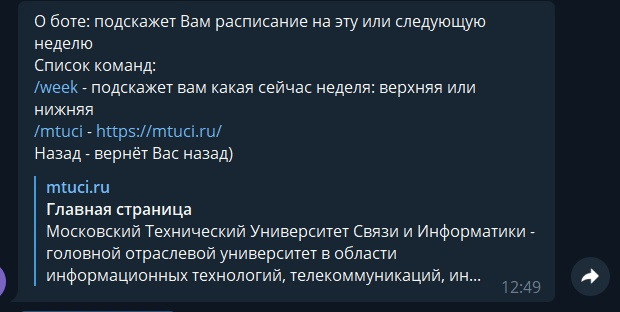 О боте: подскажет Вам расписание на эту или следующую
неделю
Список команд:
/week - подскажет вам какая сейчас неделя: верхняя или
нижняя
/mtuci - https://mtuci.ru/
Назад - вернёт Вас назад)
mtuci.ru
Главная страница
Московский Технический Университет Связи и Информатики -
головной отраслевой университет в области
информационных технологий, телекоммуникаций, ин...
12:49